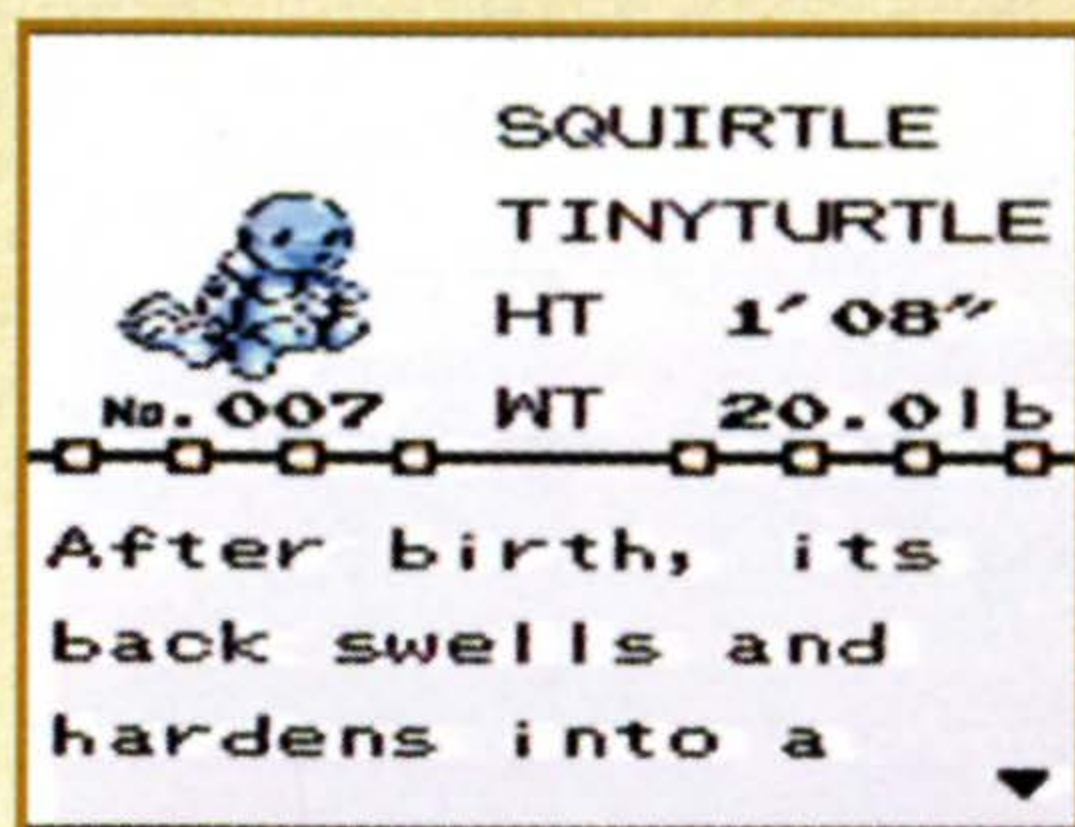 SQUIRTLE
TINYTURTLE
HT 1′08″
WT 20.0lb
No.007
After birth, its
back swells and
hardens into a